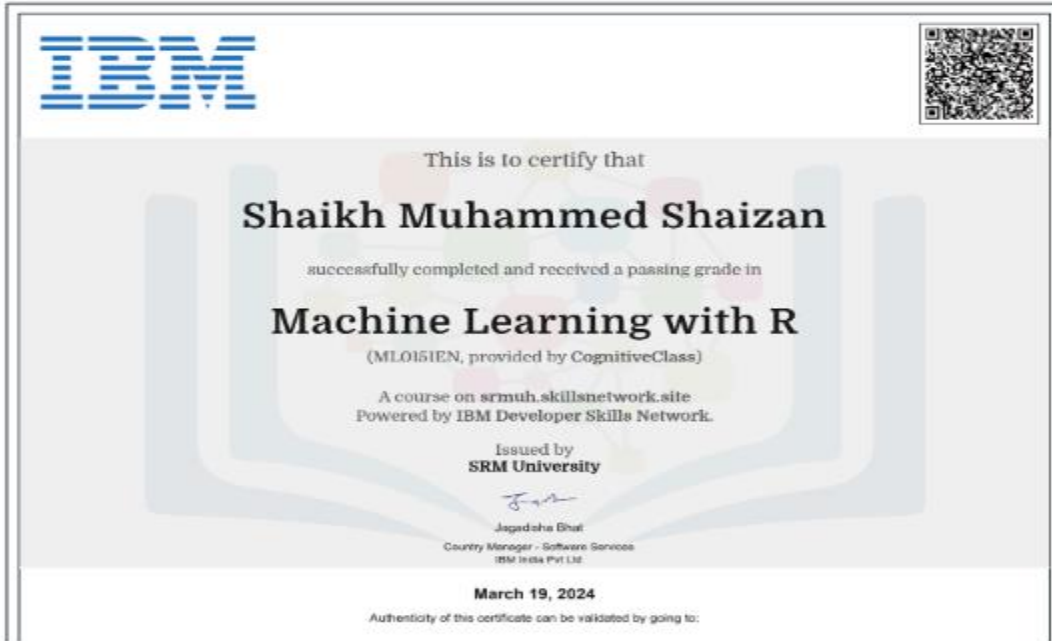 IBM
This is to certify that
Shaikh Muhammed Shaizan
successfully completed and received a passing grade in
Machine Learning with R
(ML0151EN, provided by CognitiveClass)
A course on srmuh.skillsnetwork.site
Powered by IBM Developer Skills Network.
Issued by
SRM University
Jagadisha Bhat
Country Manager - Software Services
IBM India Pvt Ltd
March 19, 2024
Authenticity of this certificate can be validated by going to: